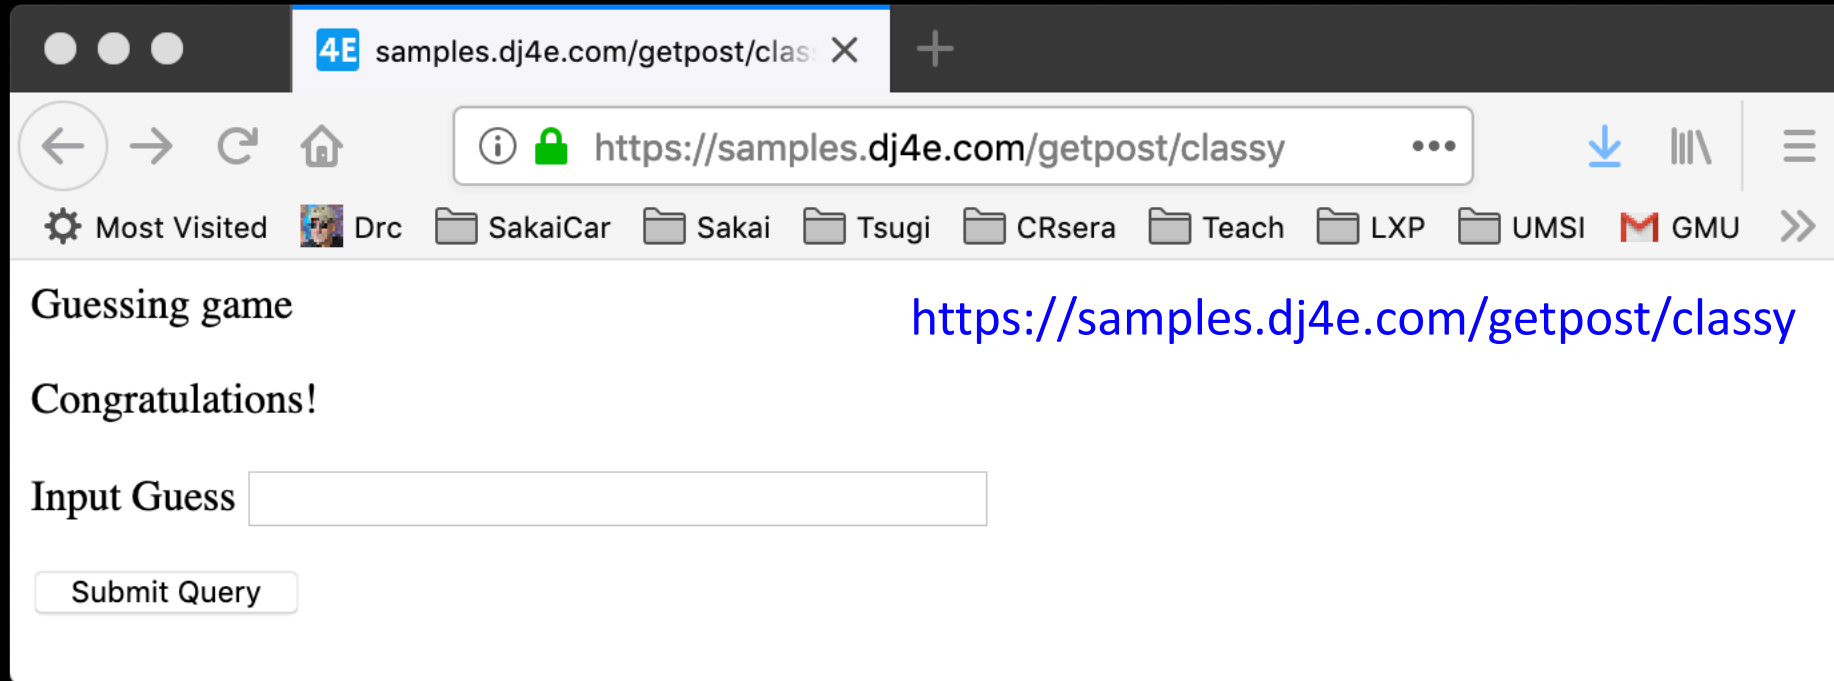 4E samples.dj4e.com/getpost/clas
https://samples.dj4e.com/getpost/classy
Most Visited Drc SakaiCar Sakai Tsugi CRsera Teach LXP UMSI GMU
Guessing game
https://samples.dj4e.com/getpost/classy
Congratulations!
Input Guess
Submit Query